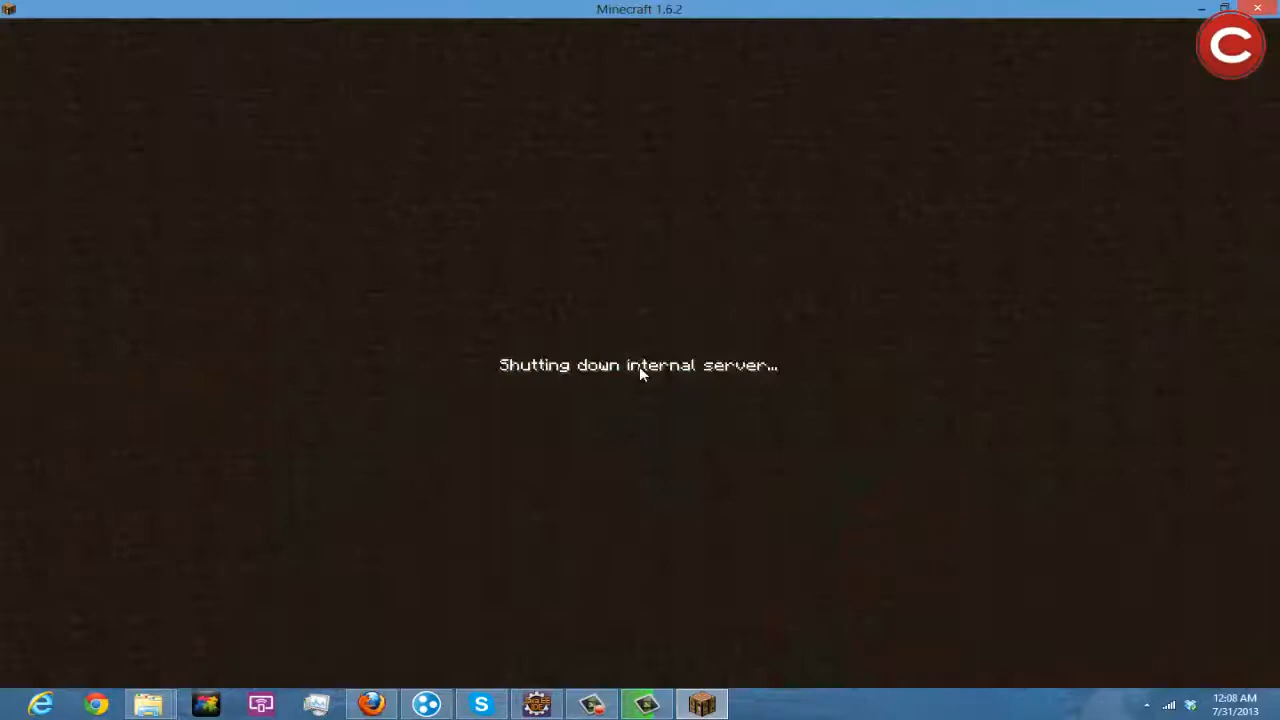 Minecraft 1.6.2
C
Shutting down internal server...
12:08 AM
7/31/2013